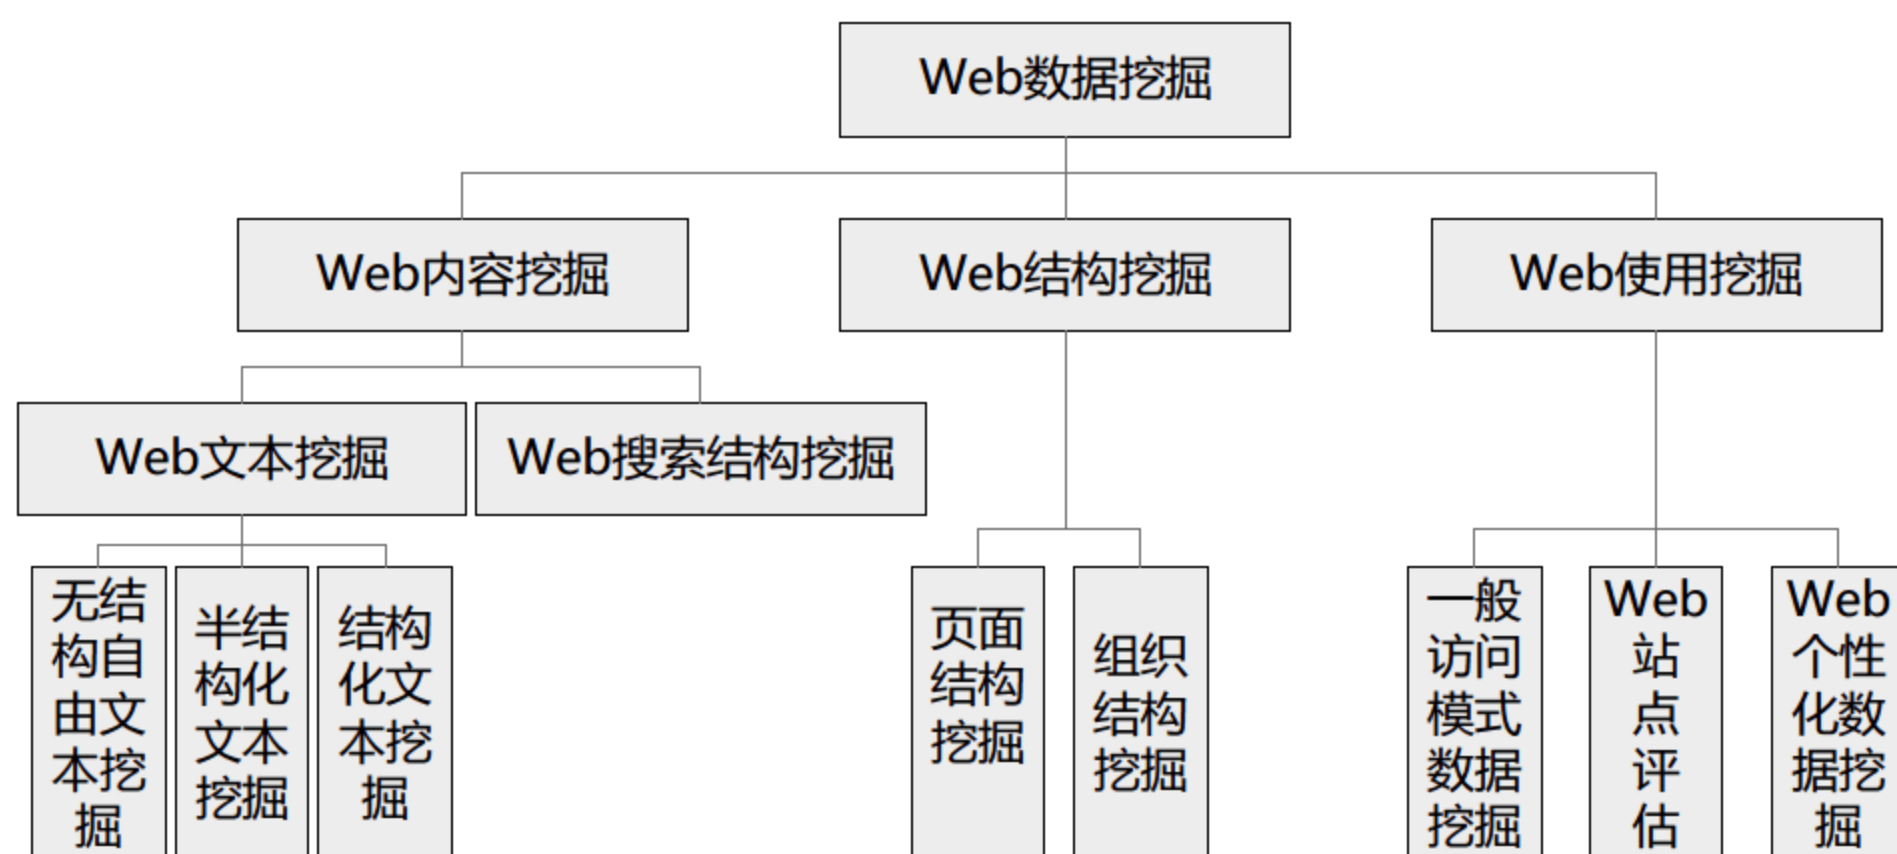 Web数据挖掘
Web内容挖掘
Web结构挖掘
Web使用挖掘
Web文本挖掘
Web搜索结构挖掘
无结
构自
由文
本挖
掘
半结
构化
文本
挖掘
结构
化文
本挖
掘
页面
结构
挖掘
组织
结构
挖掘
一般
访问
模式
数据
挖掘
Web
站
点
评
估
Web
个性
化数
据挖
掘